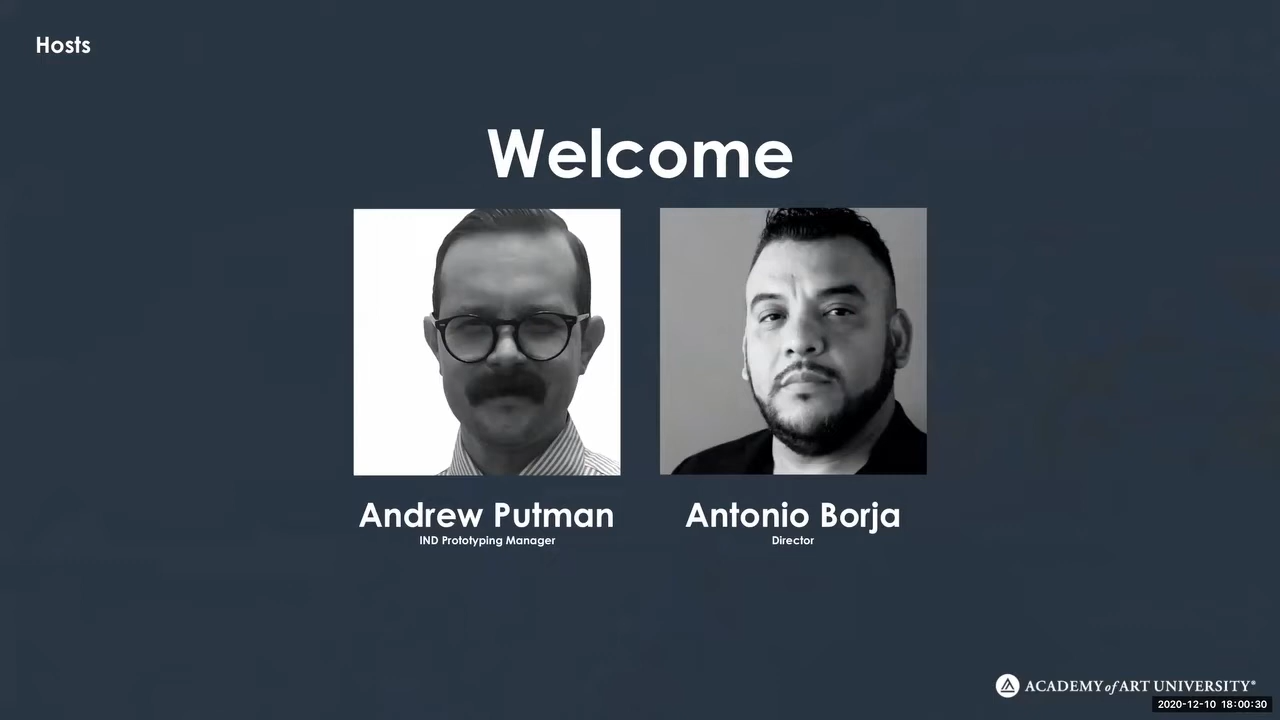 Hosts
Welcome
Andrew Putman
IND Prototyping Manager
Antonio Borja
Director
ACADEMY of ART UNIVERSITY®
2020-12-10 18:00:30